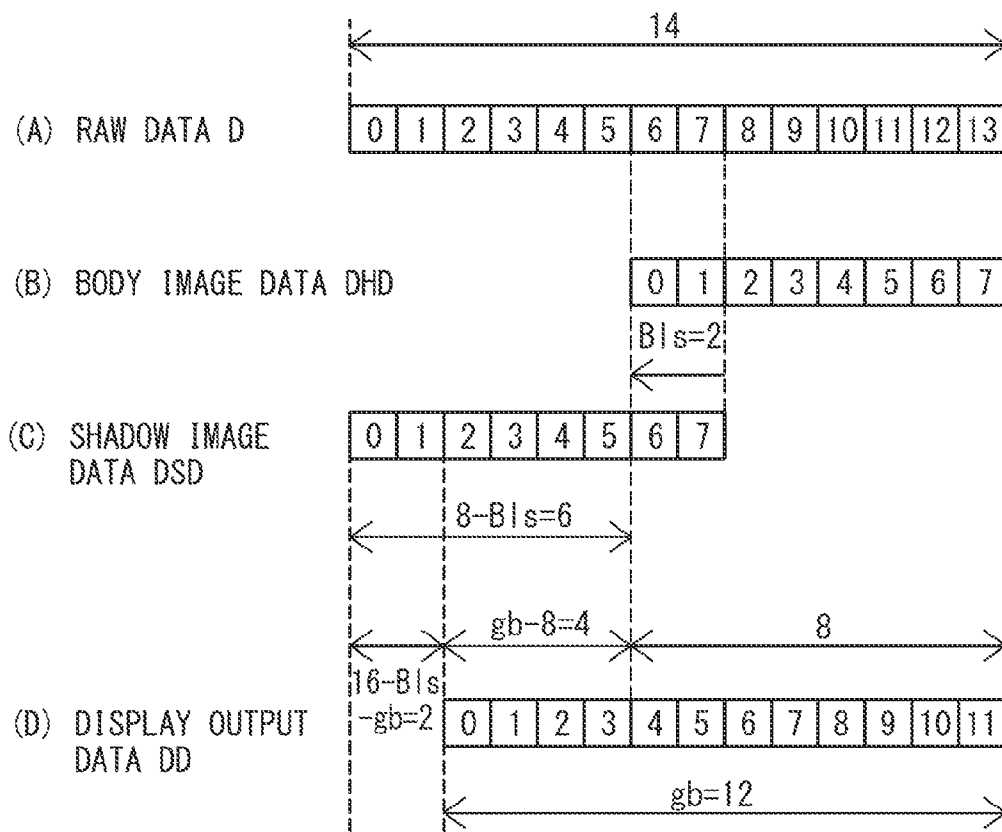 14
(A) RAW DATA D 0 1 2 3 4 5 6 7 8 9 10 11 12 13
(B) BODY IMAGE DATA DHD 0 1 2 3 4 5 6 7
Bls=2
(C) SHADOW IMAGE 0 1 2 3 4 5 6 7
DATA DSD
8-Bls=6
gb-8=4 8
16-Bls
-gb=2
(D) DISPLAY OUTPUT 0 1 2 3 4 5 6 7 8 9 10 11
DATA DD
gb=12